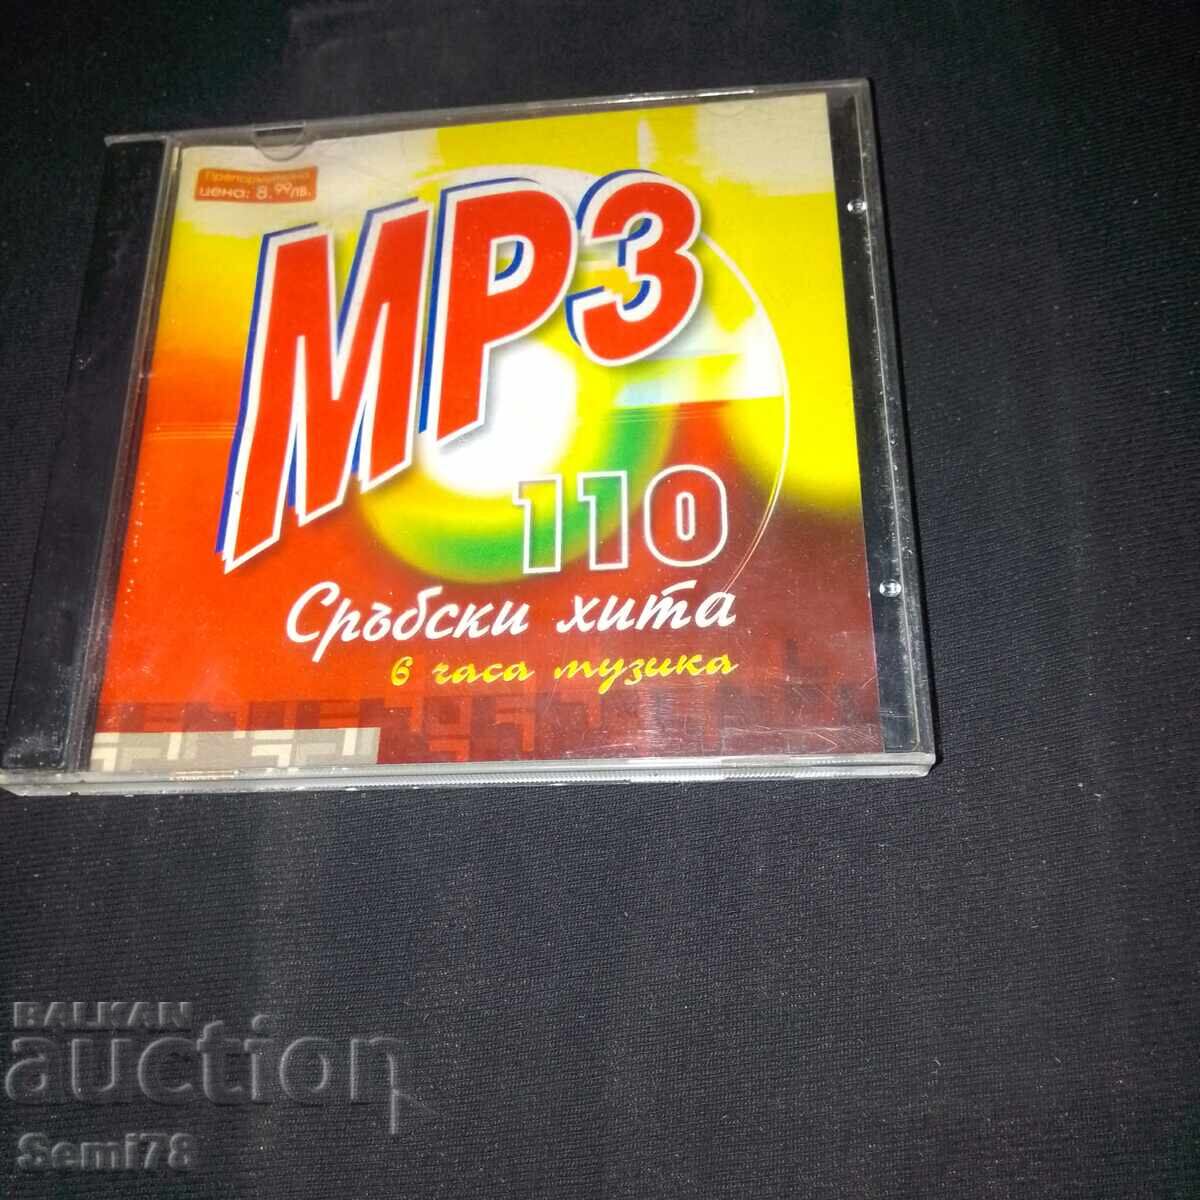 Препоръчителна
цена: 8.99лв.
MP3
110
Сръбски хита
6 часа музика
BALKAN
auction
Semi78